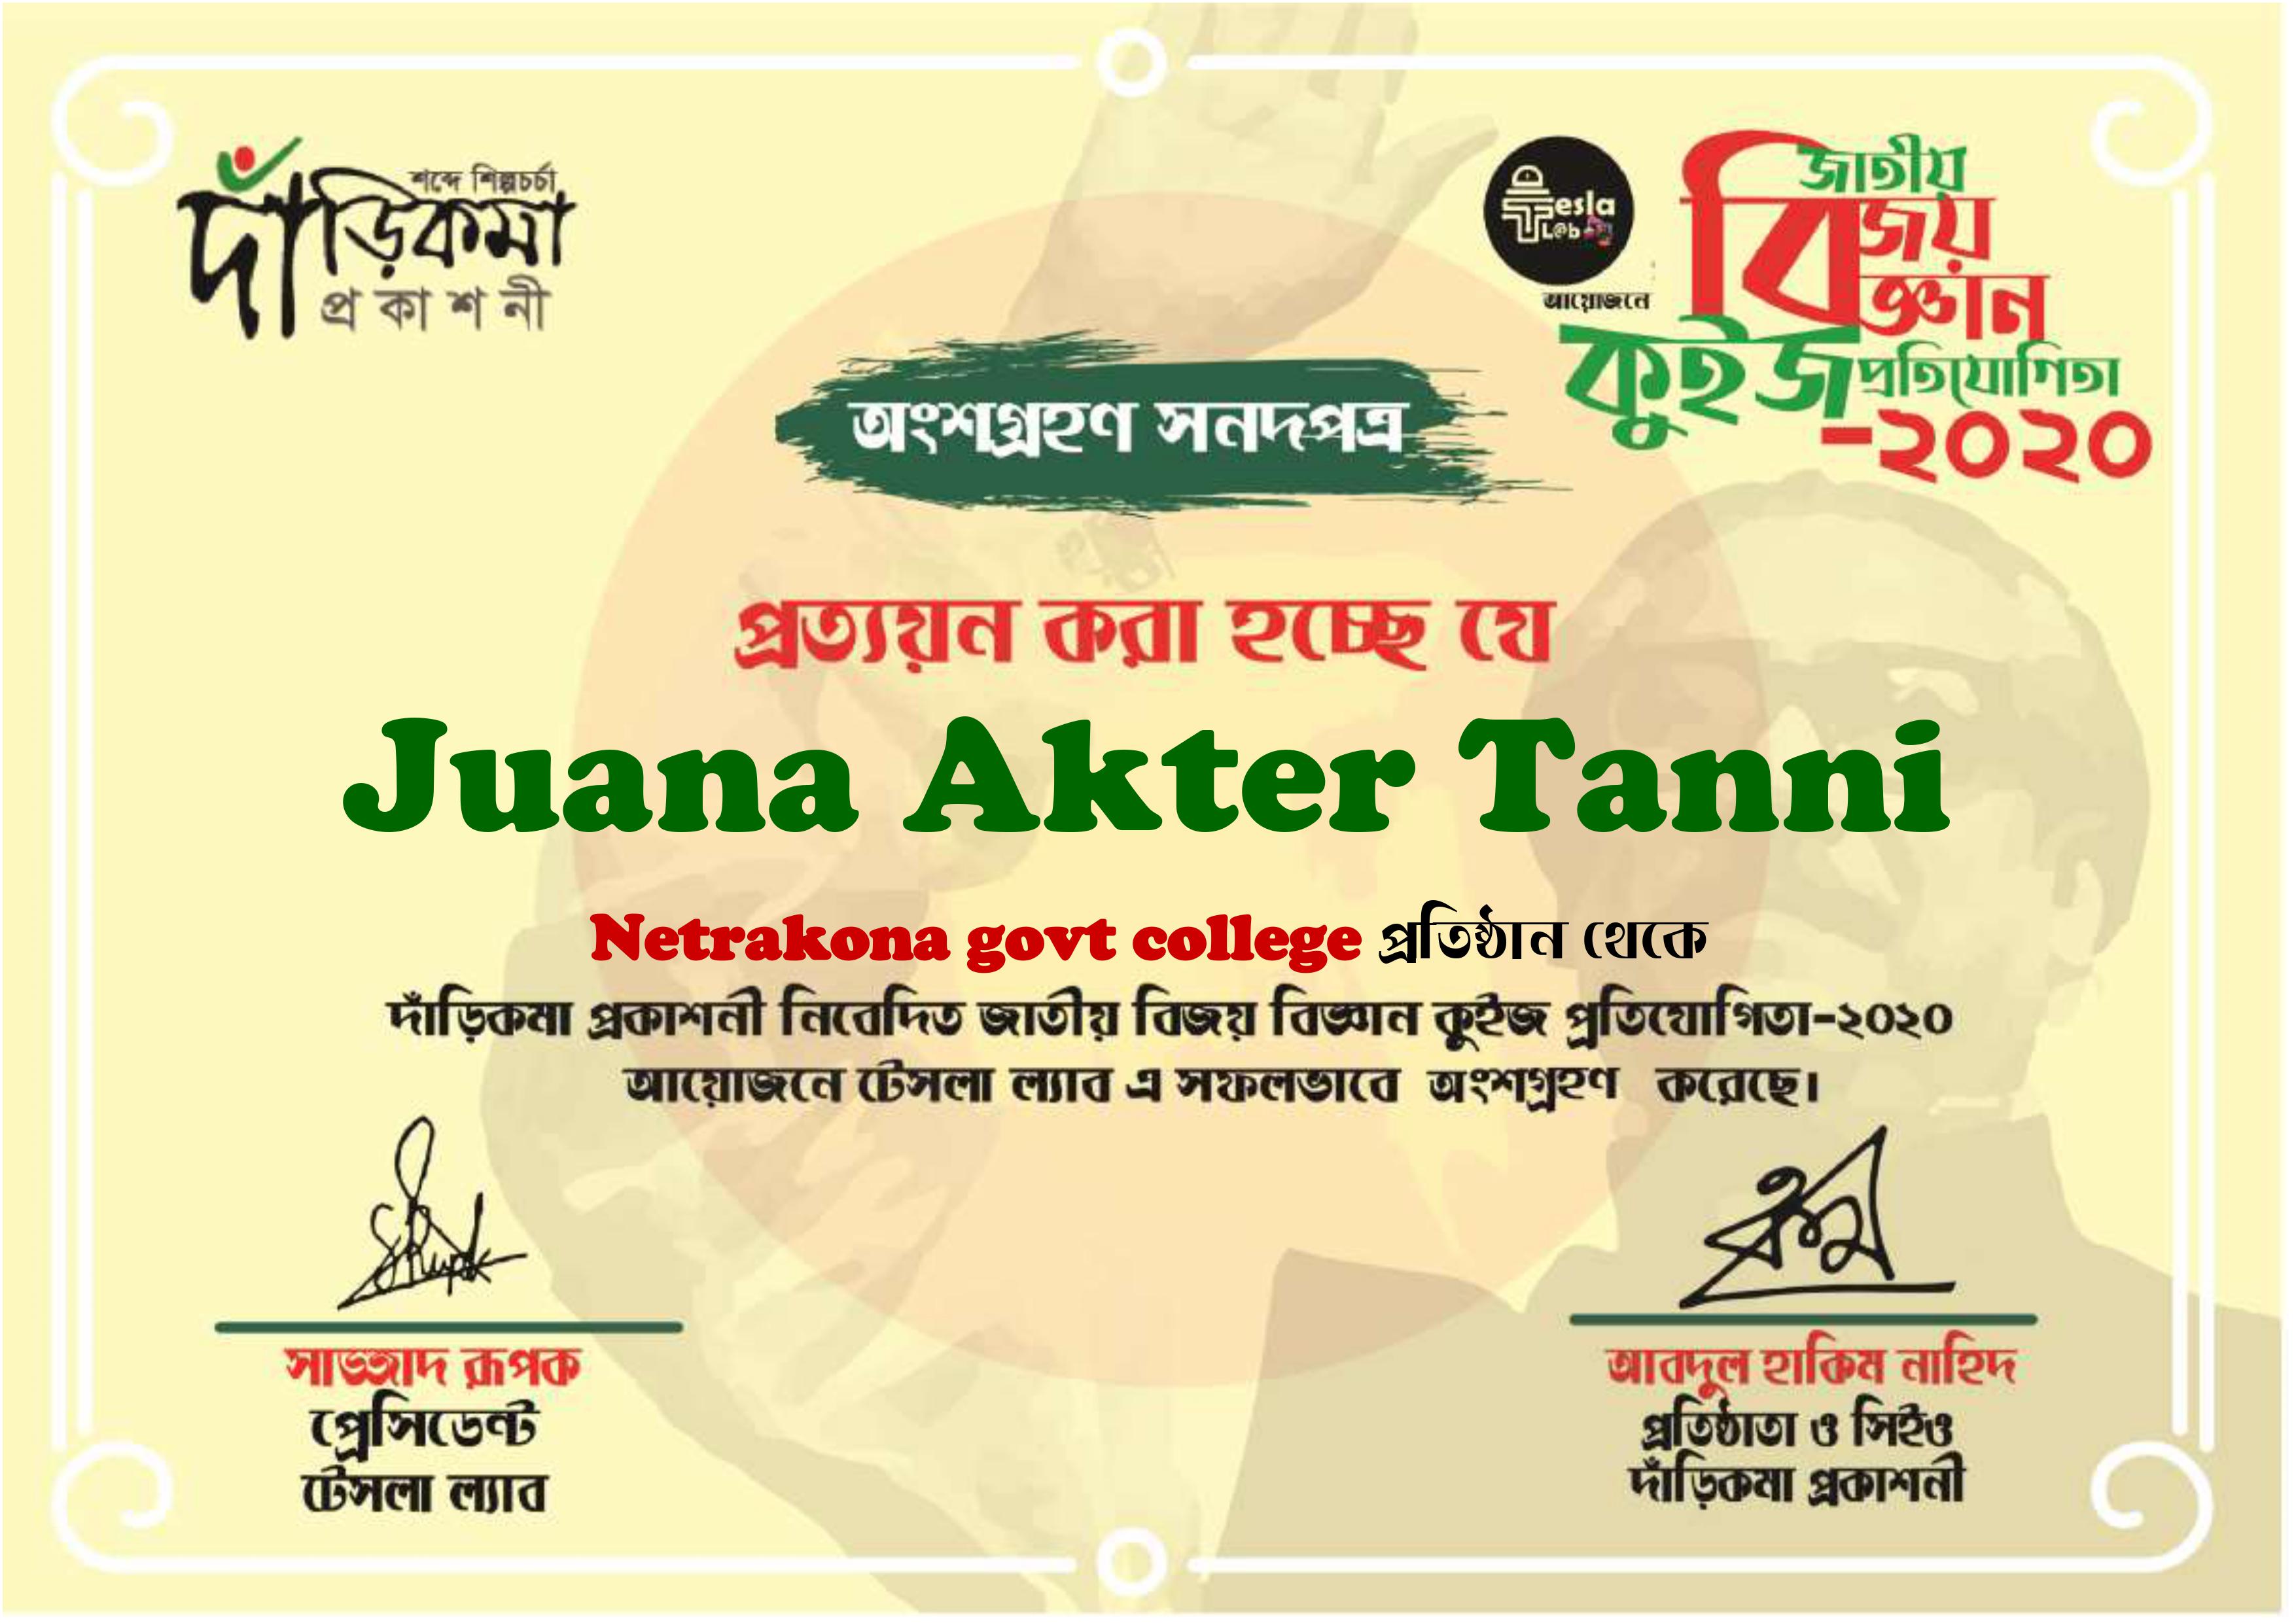 শব্দে শিল্পচর্চা
দাঁড়িকমা
প্রকাশনী
Tesla
L@b
আয়োজনে
জাতীয়
বিজয়
বিজ্ঞান
কুইজ প্রতিযোগিতা
-২০২০
অংশগ্রহণ সনদপত্র
প্রত্যয়ন করা হচ্ছে যে
Juana Akter Tanni
Netrakona govt college প্রতিষ্ঠান থেকে
দাঁড়িকমা প্রকাশনী নিবেদিত জাতীয় বিজয় বিজ্ঞান কুইজ প্রতিযোগিতা-২০২০
আয়োজনে টেসলা ল্যাব এ সফলভাবে অংশগ্রহণ করেছে।
সাজ্জাদ রূপক
প্রেসিডেন্ট
টেসলা ল্যাব
আবদুল হাকিম নাহিদ
প্রতিষ্ঠাতা ও সিইও
দাঁড়িকমা প্রকাশনী